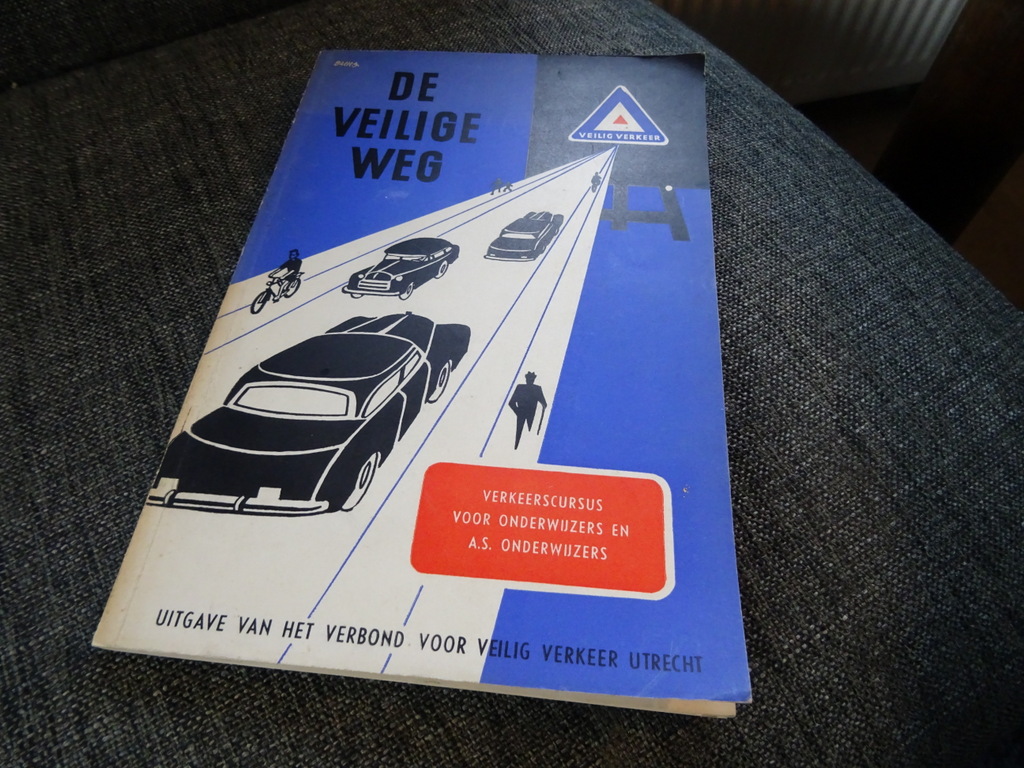 DE
VEILIGE
WEG
VEILIG VERKEER
VERKEERSCURSUS
VOOR ONDERWIJZERS EN
A.S. ONDERWIJZERS
UITGAVE VAN HET VERBOND VOOR VEILIG VERKEER UTRECHT